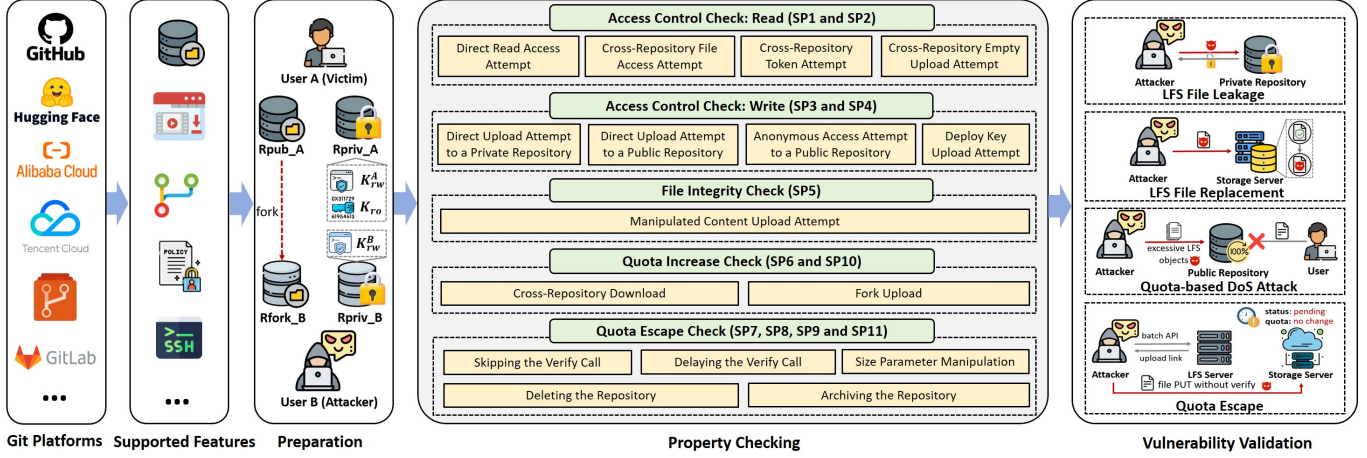 GitHub
Hugging Face
Alibaba Cloud
Tencent Cloud
GitLab
...
Git Platforms
POLICY
>_
SSH
...
Supported Features
User A (Victim)
Rpub_A
Rpriv_A
K^A_rw
0X311729
K_ro
61954613
fork
K^B_rw
Rfork_B
Rpriv_B
User B (Attacker)
Preparation
Access Control Check: Read (SP1 and SP2)
Direct Read Access
Attempt
Cross-Repository File
Access Attempt
Cross-Repository
Token Attempt
Cross-Repository Empty
Upload Attempt
Access Control Check: Write (SP3 and SP4)
Direct Upload Attempt
to a Private Repository
Direct Upload Attempt
to a Public Repository
Anonymous Access Attempt
to a Public Repository
Deploy Key
Upload Attempt
File Integrity Check (SP5)
Manipulated Content Upload Attempt
Quota Increase Check (SP6 and SP10)
Cross-Repository Download
Fork Upload
Quota Escape Check (SP7, SP8, SP9 and SP11)
Skipping the Verify Call
Delaying the Verify Call
Size Parameter Manipulation
Deleting the Repository
Archiving the Repository
Property Checking
Attacker
Private Repository
LFS File Leakage
Attacker
Storage Server
LFS File Replacement
excessive LFS
objects
100%
Attacker
Public Repository
User
Quota-based DoS Attack
status: pending
quota: no change
batch API
upload link
Attacker
LFS Server
Storage Server
file PUT without verify
Quota Escape
Vulnerability Validation